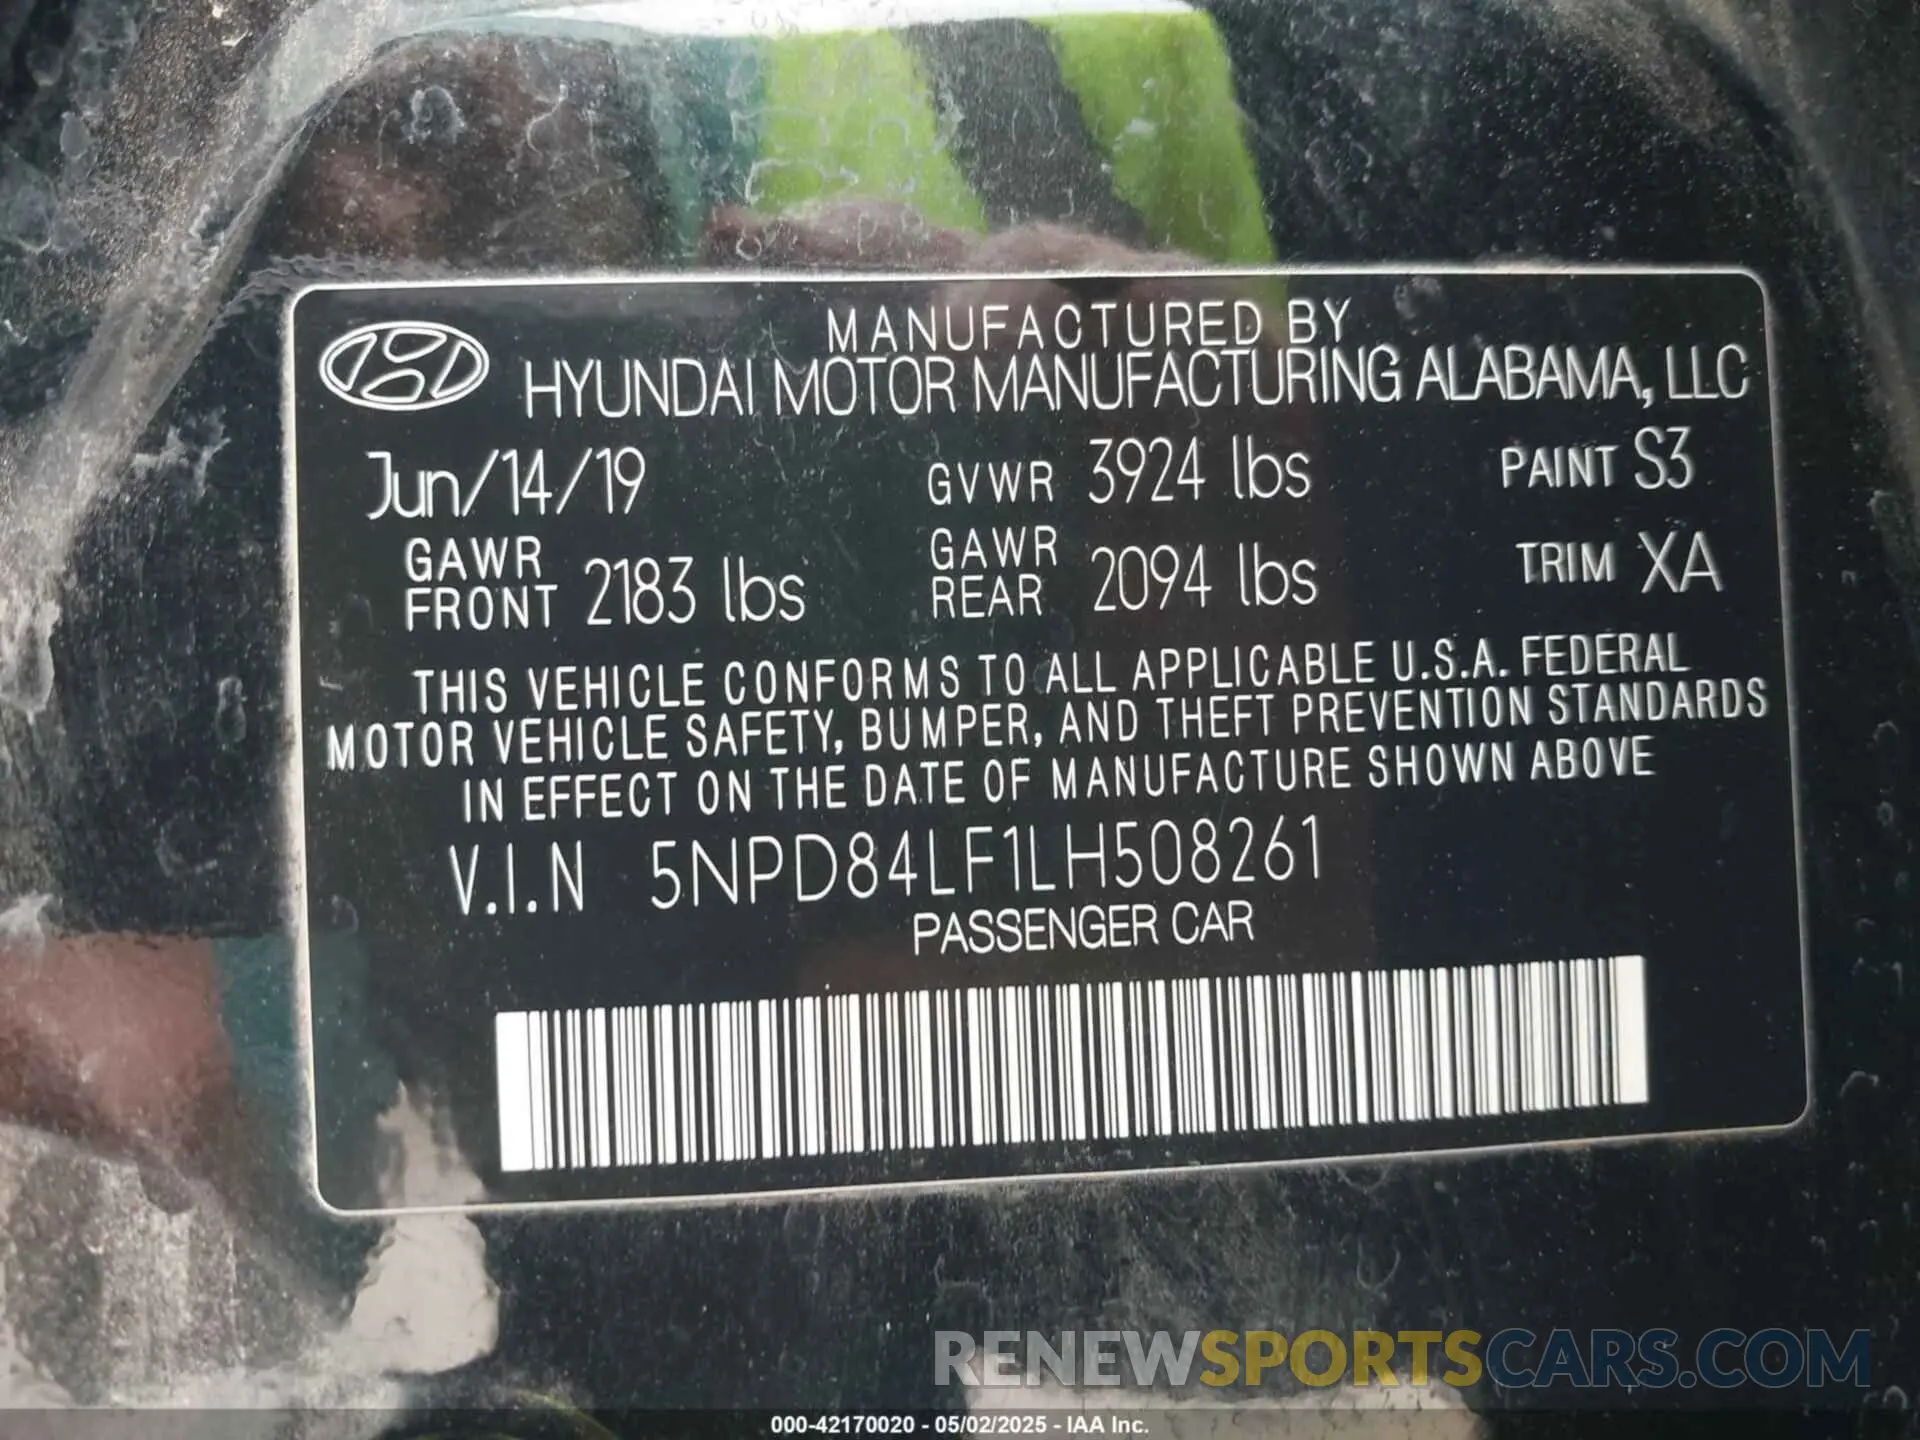 MANUFACTURED BY
HYUNDAI MOTOR MANUFACTURING ALABAMA, LLC
Jun/14/19 GVWR 3924 lbs PAINT S3
GAWR FRONT 2183 lbs GAWR REAR 2094 lbs TRIM XA
THIS VEHICLE CONFORMS TO ALL APPLICABLE U.S.A. FEDERAL
MOTOR VEHICLE SAFETY, BUMPER, AND THEFT PREVENTION STANDARDS
IN EFFECT ON THE DATE OF MANUFACTURE SHOWN ABOVE
V.I.N 5NPD84LF1LH508261
PASSENGER CAR
RENEWSPORTSCARS.COM
000-42170020 - 05/02/2025 - IAA Inc.